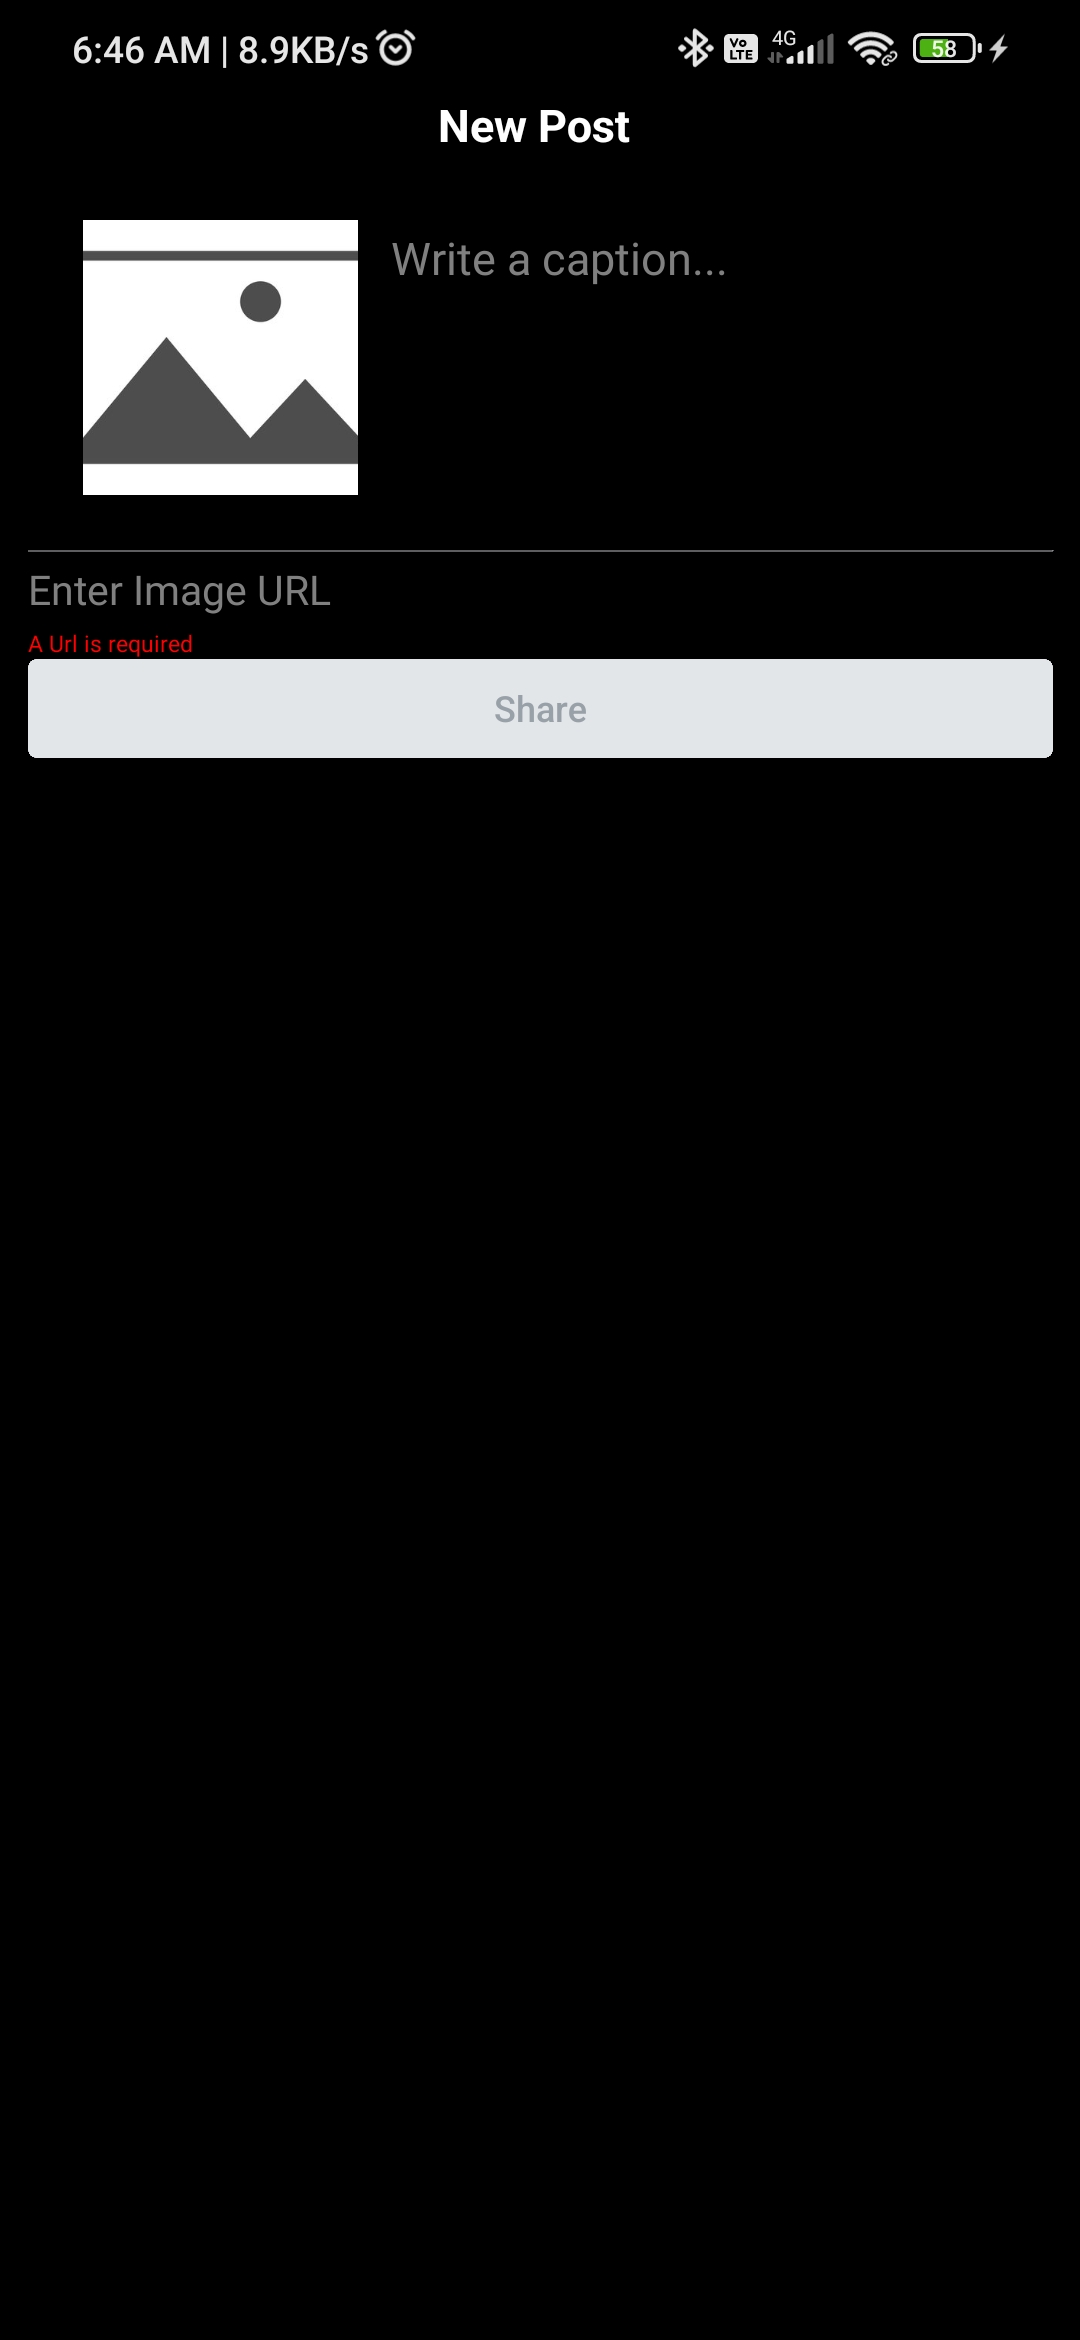 6:46 AM | 8.9KB/s Vo LTE 4G 58
New Post
Write a caption...
Enter Image URL
A Url is required
Share